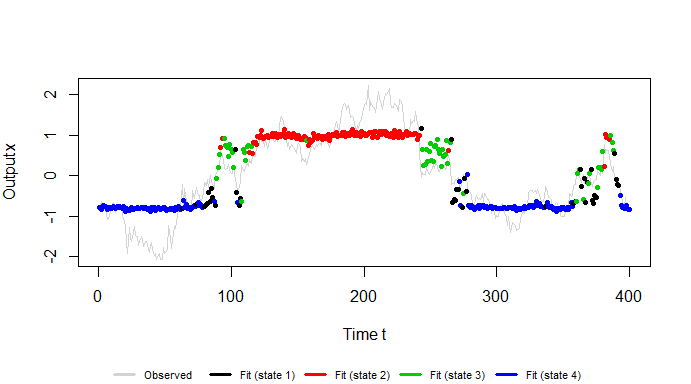 2
1
0
-1
-2
Outputx
0 100 200 300 400
Time t
Observed Fit (state 1) Fit (state 2) Fit (state 3) Fit (state 4)